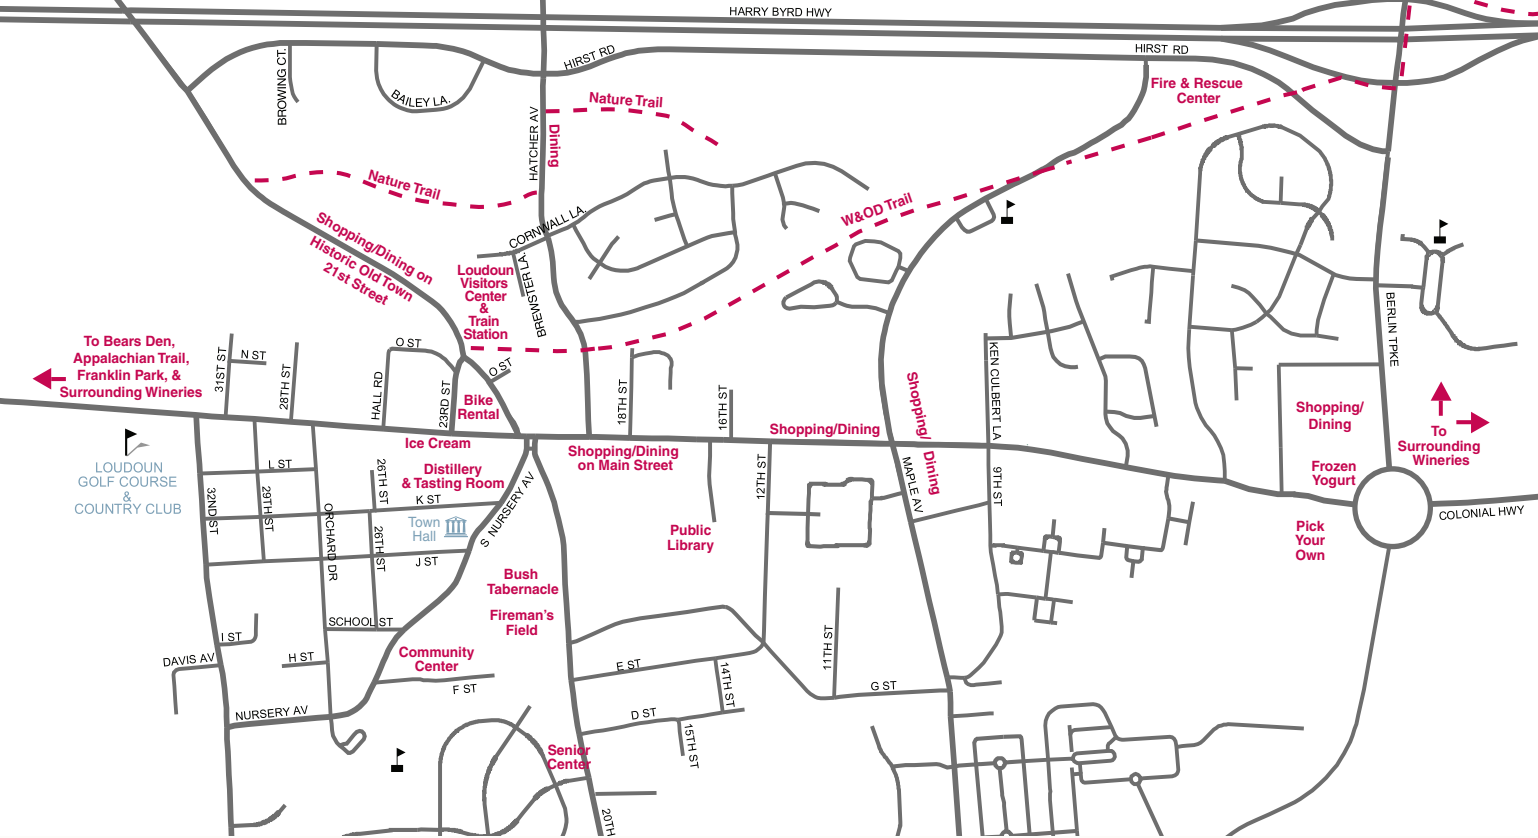 HARRY BYRD HWY
HIRST RD
HIRST RD
BROWING CT.
BAILEY LA.
HATCHER AV
Dining
Nature Trail
Fire & Rescue
Center
Nature Trail
W&OD Trail
CORNWALL LA.
BREWSTER LA.
Shopping/Dining on
Historic Old Town
21st Street
Loudoun
Visitors
Center
&
Train
Station
BERLIN TPKE
To Bears Den,
Appalachian Trail,
Franklin Park, &
Surrounding Wineries
31ST ST
N ST
28TH ST
O ST
HALL RD
23RD ST
O ST
Bike
Rental
18TH ST
16TH ST
KEN CULBERT LA
Shopping/
Dining
Shopping/Dining
Shopping/
Dining
To
Surrounding
Wineries
Frozen
Yogurt
Ice Cream
Distillery
& Tasting Room
Shopping/Dining
on Main Street
LOUDOUN
GOLF COURSE
&
COUNTRY CLUB
L ST
26TH ST
K ST
32ND ST
29TH ST
ORCHARD DR
26TH ST
J ST
Town
Hall
S NURSERY AV
12TH ST
MAPLE AV
9TH ST
COLONIAL HWY
Public
Library
Pick
Your
Own
Bush
Tabernacle
Fireman's
Field
SCHOOL ST
I ST
DAVIS AV
H ST
Community
Center
F ST
NURSERY AV
E ST
14TH ST
11TH ST
G ST
D ST
15TH ST
Senior
Center
20TH